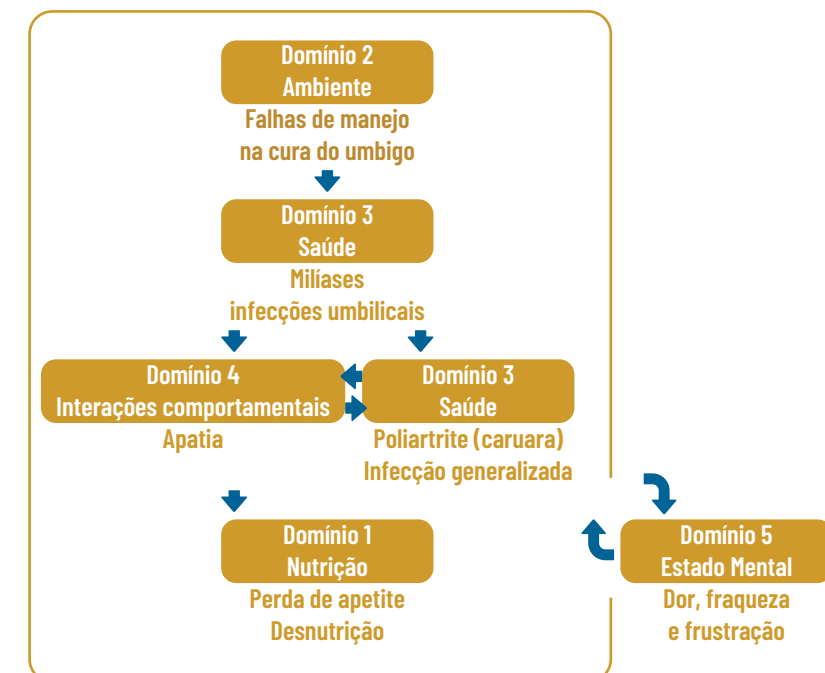 Domínio 2
Ambiente
Falhas de manejo
na cura do umbigo
Domínio 3
Saúde
Milíases
infecções umbilicais
Domínio 4
Interações comportamentais
Apatia
Domínio 3
Saúde
Poliartrite (caruara)
Infecção generalizada
Domínio 1
Nutrição
Perda de apetite
Desnutrição
Domínio 5
Estado Mental
Dor, fraqueza
e frustração